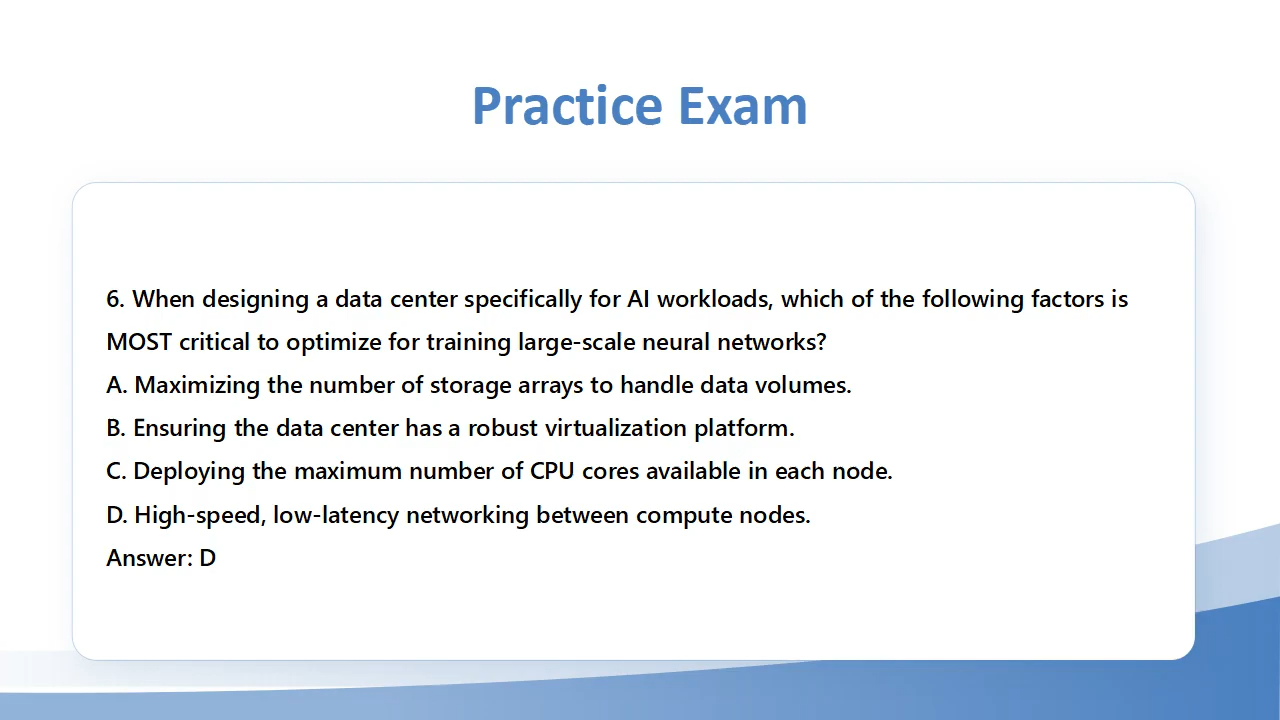 Practice Exam
6. When designing a data center specifically for AI workloads, which of the following factors is
MOST critical to optimize for training large-scale neural networks?
A. Maximizing the number of storage arrays to handle data volumes.
B. Ensuring the data center has a robust virtualization platform.
C. Deploying the maximum number of CPU cores available in each node.
D. High-speed, low-latency networking between compute nodes.
Answer: D